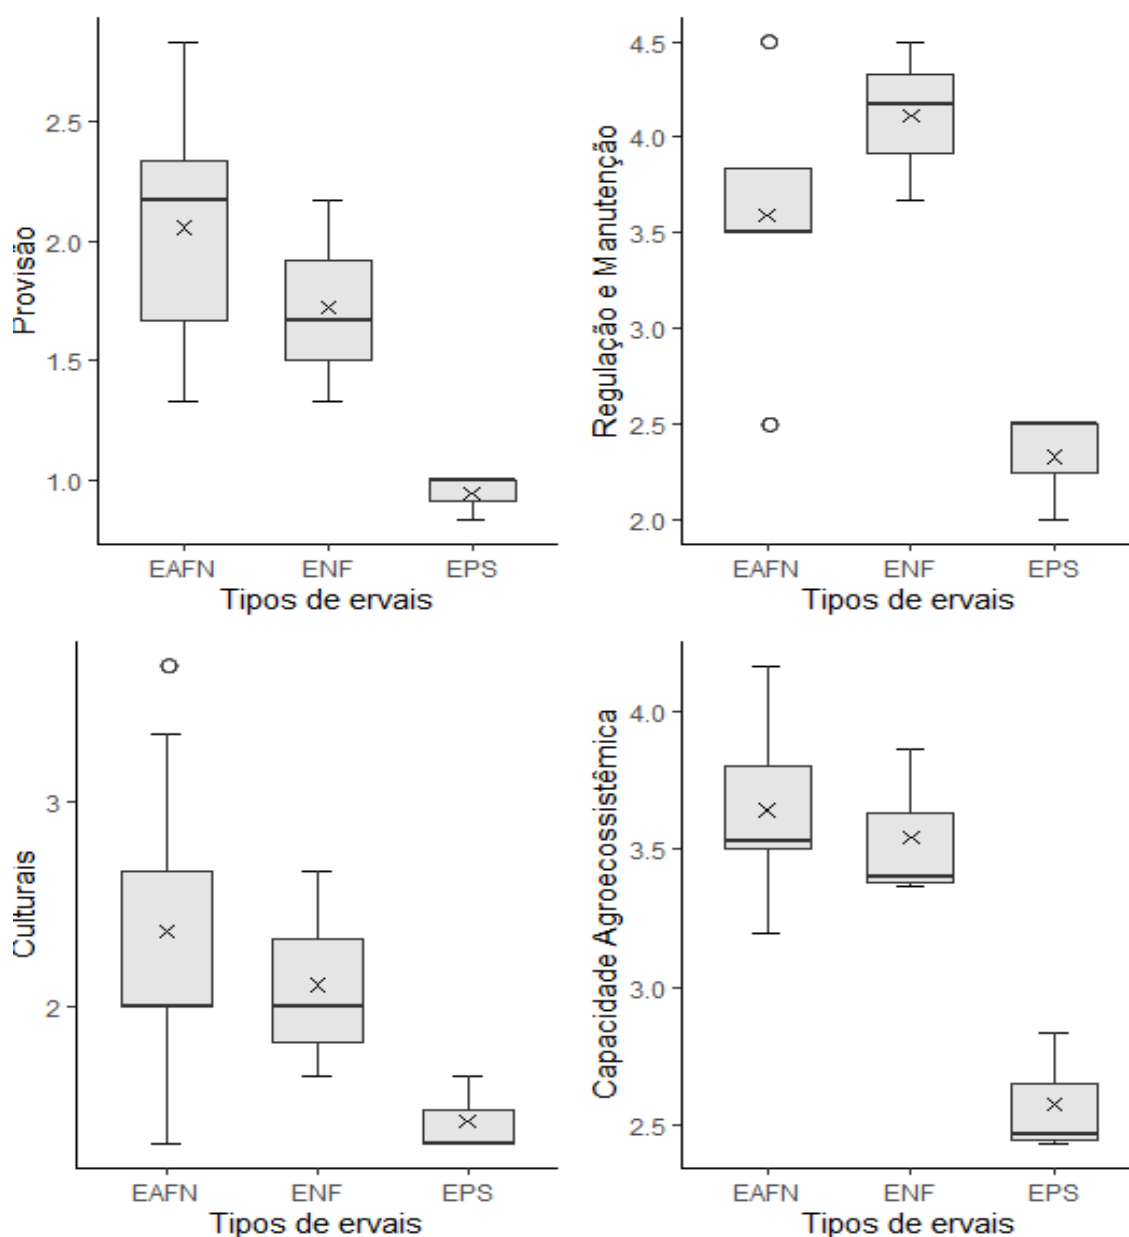 Provisão
2.5
2.0
1.5
1.0
EAFN ENF EPS
Tipos de ervais
Regulação e Manutenção
4.5
4.0
3.5
3.0
2.5
2.0
EAFN ENF EPS
Tipos de ervais
Culturais
3
2
EAFN ENF EPS
Tipos de ervais
Capacidade Agroecossistêmica
4.0
3.5
3.0
2.5
EAFN ENF EPS
Tipos de ervais